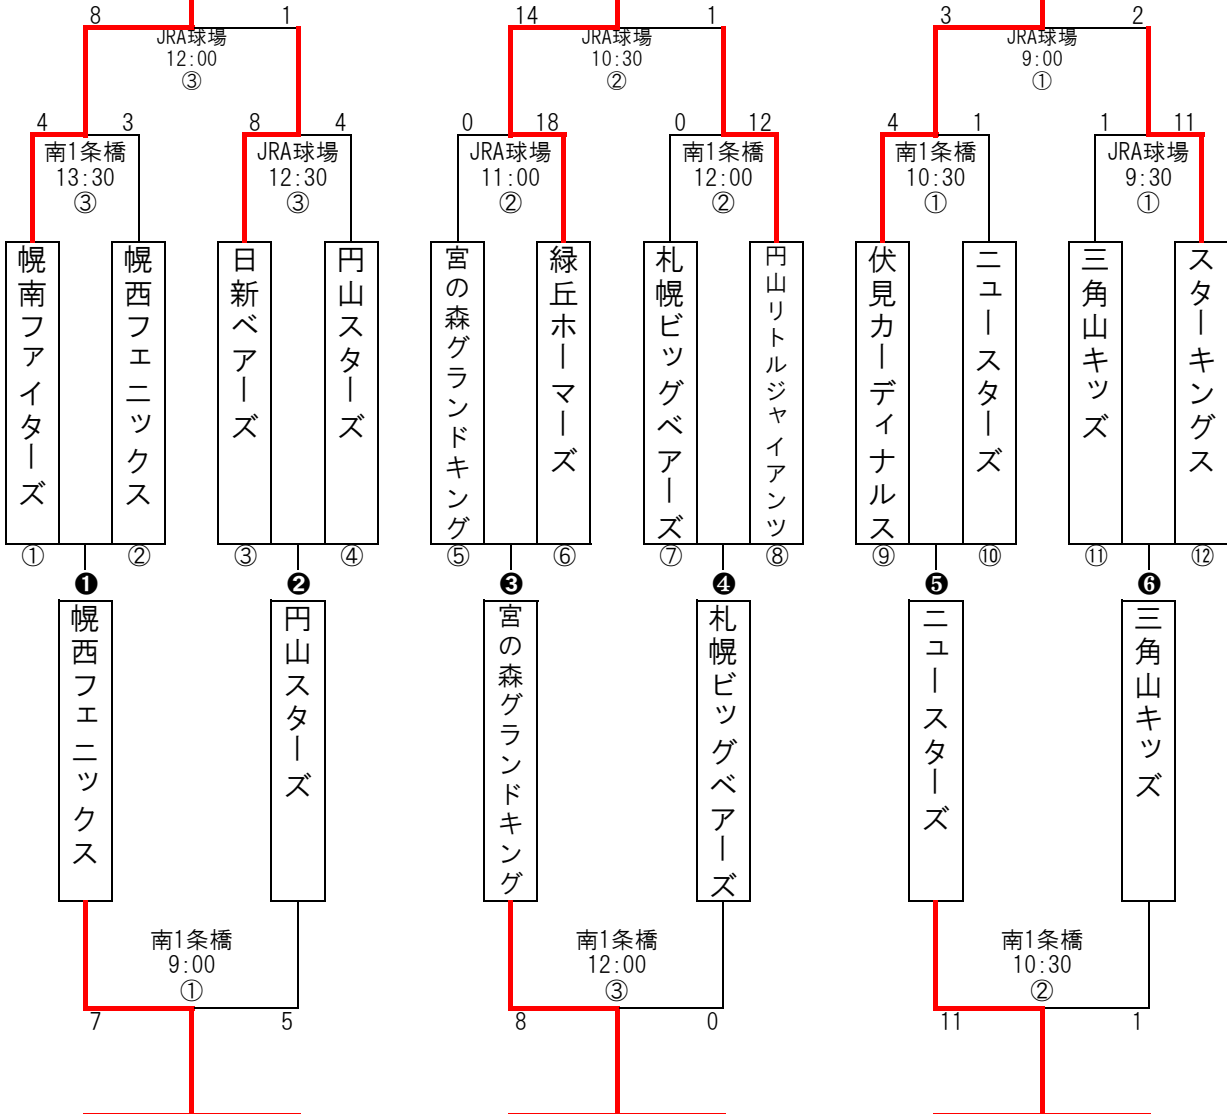 8 1 14 1 3 2
JRA球場 JRA球場 JRA球場
12:00 10:30 9:00
③ ② ①
4 3 8 4 0 18 0 12 4 1 1 11
南1条橋 JRA球場 JRA球場 南1条橋 南1条橋 JRA球場
13:30 12:30 11:00 12:00 10:30 9:30
③ ③ ② ② ① ①
幌南ファイターズ
幌西フェニックス
日新ベアーズ
円山スターズ
宮の森グランドキング
緑丘ホーマーズ
札幌ビッグベアーズ
円山リトルジャイアンツ
伏見カーディナルス
ニュースターズ
三角山キッズ
スターキングス
① ② ③ ④ ⑤ ⑥ ⑦ ⑧ ⑨ ⑩ ⑪ ⑫
❶ ❷ ❸ ❹ ❺ ❻
幌西フェニックス
円山スターズ
宮の森グランドキング
札幌ビッグベアーズ
ニュースターズ
三角山キッズ
南1条橋 南1条橋 南1条橋
9:00 12:00 10:30
① ③ ②
7 5 8 0 11 1